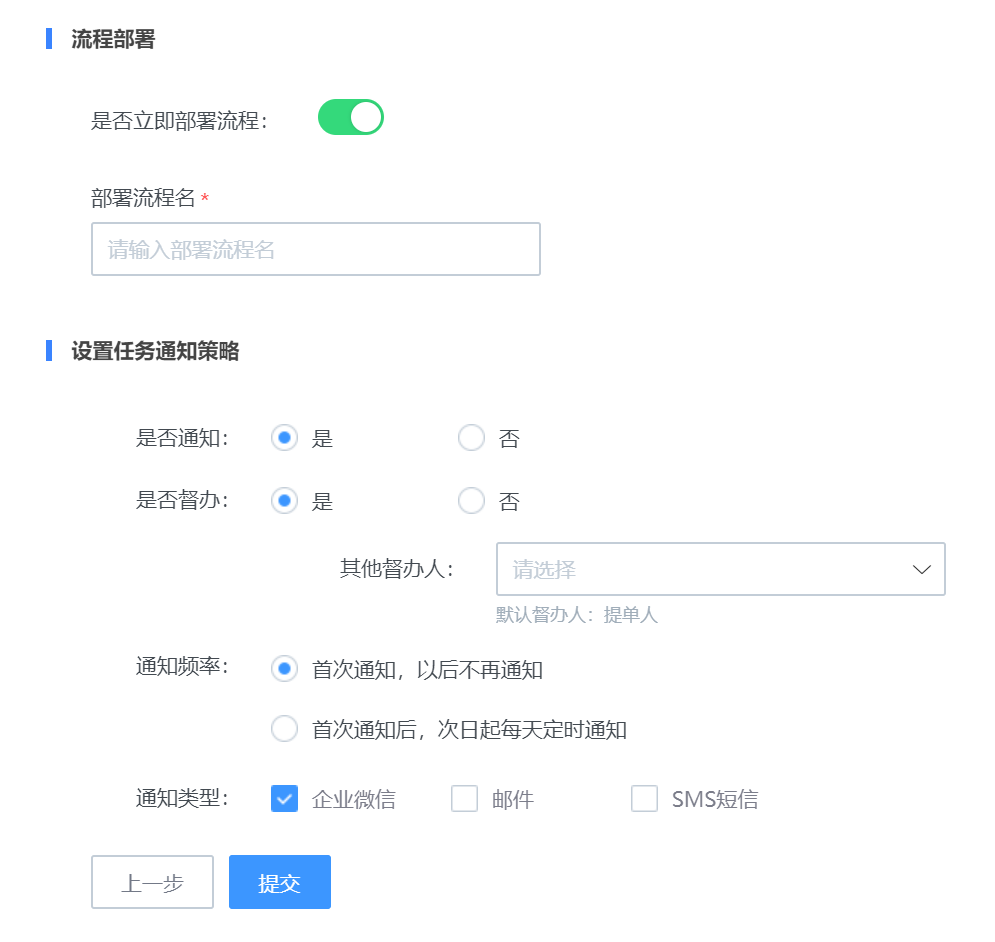 流程部署
是否立即部署流程：
部署流程名 *
请输入部署流程名
设置任务通知策略
是否通知： 是 否
是否督办： 是 否
其他督办人： 请选择
默认督办人：提单人
通知频率： 首次通知，以后不再通知
首次通知后，次日起每天定时通知
通知类型： 企业微信 邮件 SMS短信
上一步 提交